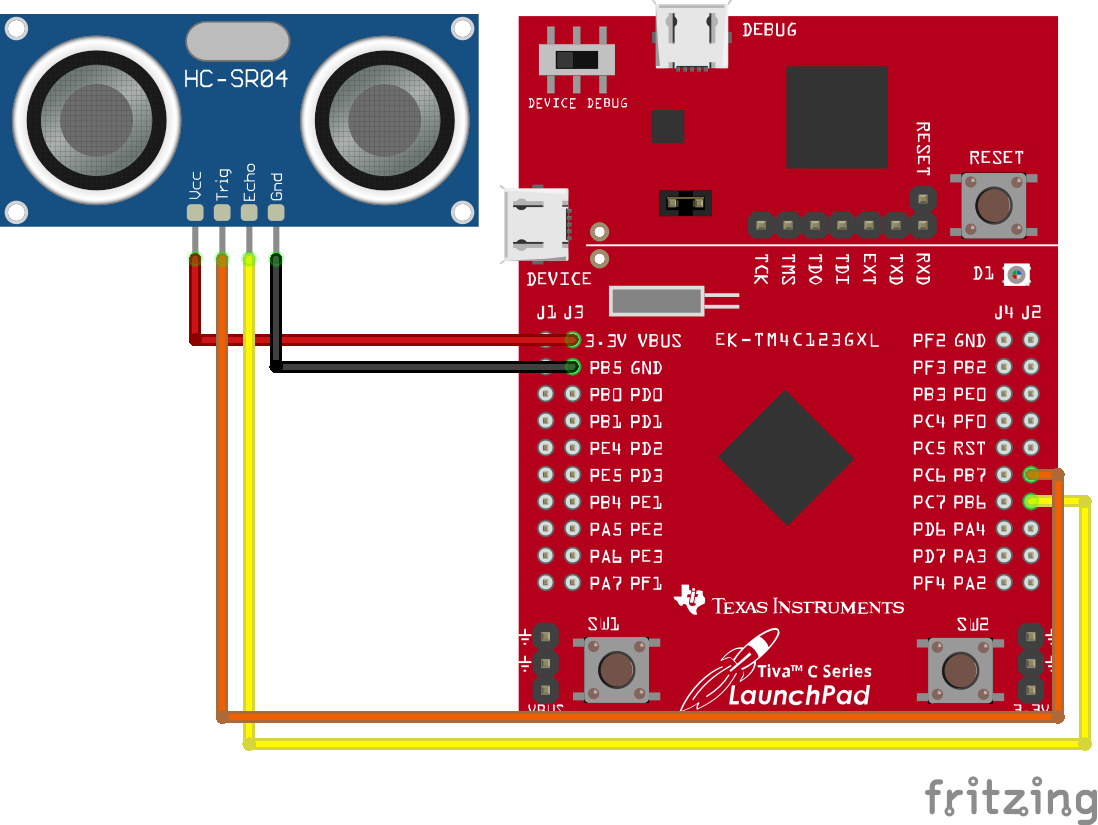 HC-SR04
Vcc
Trig
Echo
Gnd
DEBUG
DEVICE DEBUG
RESET
RESET
DEVICE
TCK
TMS
TDO
TDI
EXT
TXD
RXD
D1
J1 J3
J4 J2
3.3V VBUS
EK-TM4C123GXL
PF2 GND
PB5 GND
PF3 PB2
PB0 PD0
PB3 PE0
PB1 PD1
PC4 PF0
PE4 PD2
PC5 RST
PE5 PD3
PC6 PB7
PB4 PE1
PC7 PB6
PA5 PE2
PD6 PA4
PA6 PE3
PD7 PA3
PA7 PF1
PF4 PA2
TEXAS INSTRUMENTS
SW1
SW2
Tiva™ C Series
LaunchPad
VBUS
3.3V
fritzing